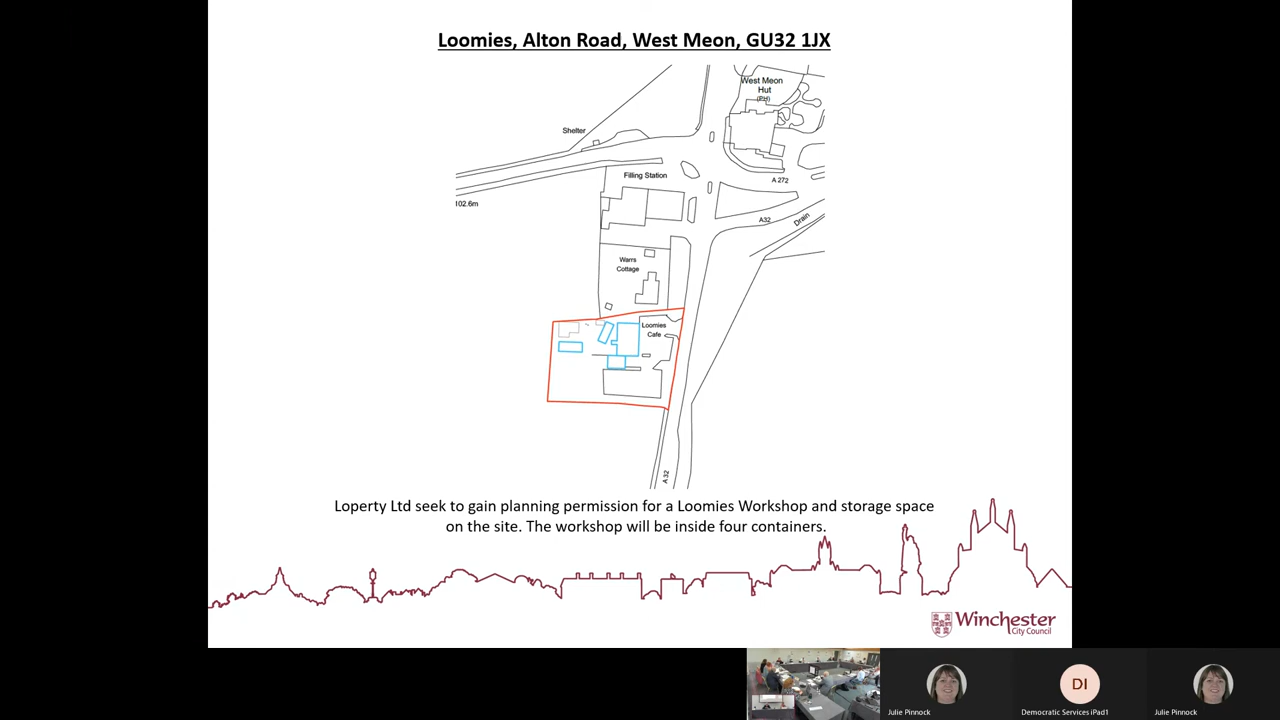 Loomies, Alton Road, West Meon, GU32 1JX
West Meon
Hut
(PH)
Shelter
Filling Station
A 272
102.6m
A32
Drain
Warrs
Cottage
Loomies
Cafe
A 32
Loperty Ltd seek to gain planning permission for a Loomies Workshop and storage space
on the site. The workshop will be inside four containers.
Winchester
City Council
DI
Julie Pinnock
Democratic Services iPad1
Julie Pinnock